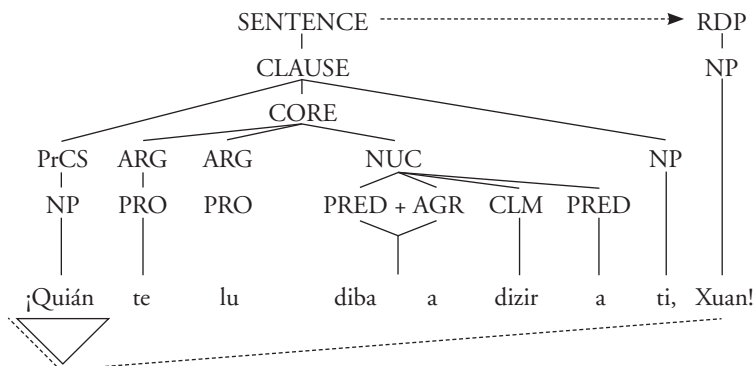 SENTENCE RDP
CLAUSE NP
CORE
PrCS ARG ARG NUC NP
NP PRO PRO PRED + AGR CLM PRED
¡Quián te lu diba a dizir a ti, Xuan!